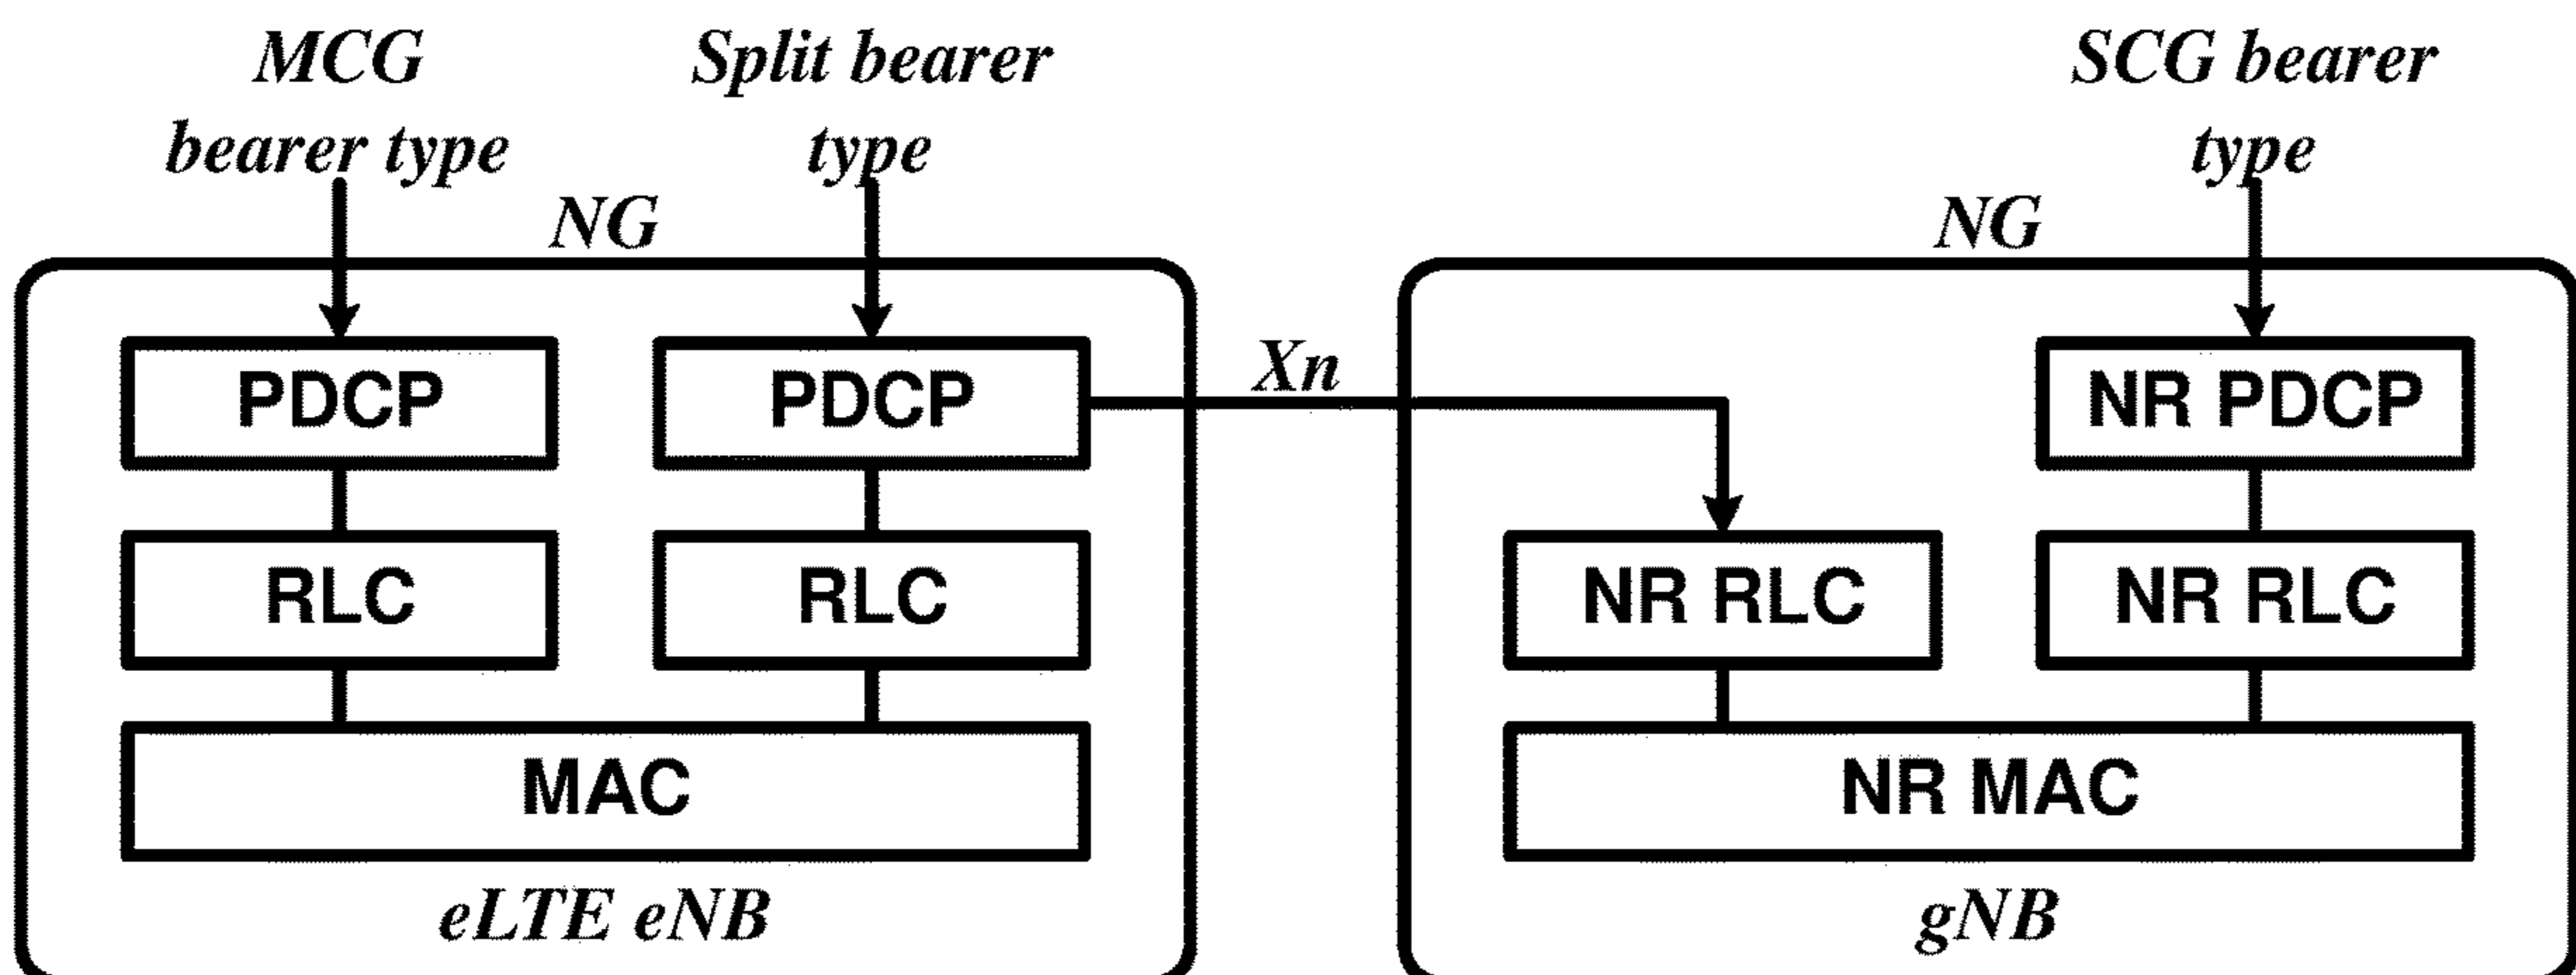 MCG
bearer type
Split bearer
type
SCG bearer
type
NG
NG
Xn
PDCP
PDCP
NR PDCP
RLC
RLC
NR RLC
NR RLC
MAC
NR MAC
eLTE eNB
gNB